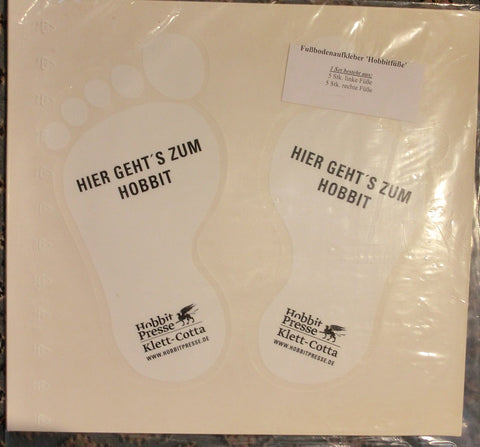 Fußbodenaufkleber 'Hobbitfüße'
1 Set besteht aus:
5 Stk. linke Füße
5 Stk. rechte Füße
HIER GEHT´S ZUM
HOBBIT
Hobbit
Presse
Klett-Cotta
WWW.HOBBITPRESSE.DE
HIER GEHT´S ZUM
HOBBIT
Hobbit
Presse
Klett-Cotta
WWW.HOBBITPRESSE.DE